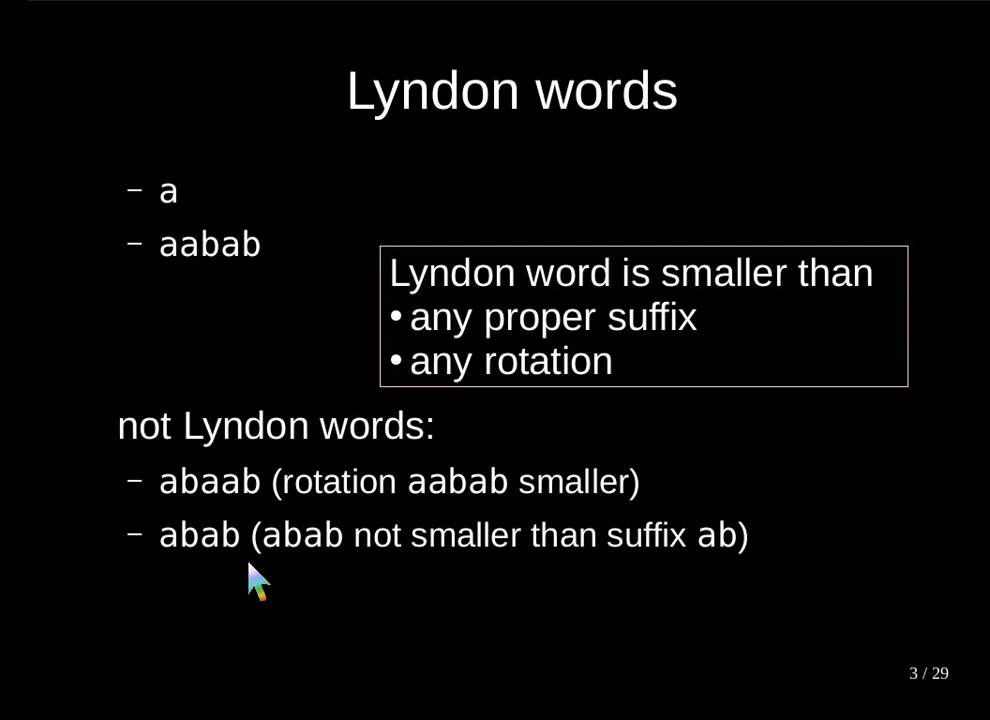 Lyndon words
– a
– aabab
Lyndon word is smaller than
• any proper suffix
• any rotation
not Lyndon words:
– abaab (rotation aabab smaller)
– abab (abab not smaller than suffix ab)
3 / 29